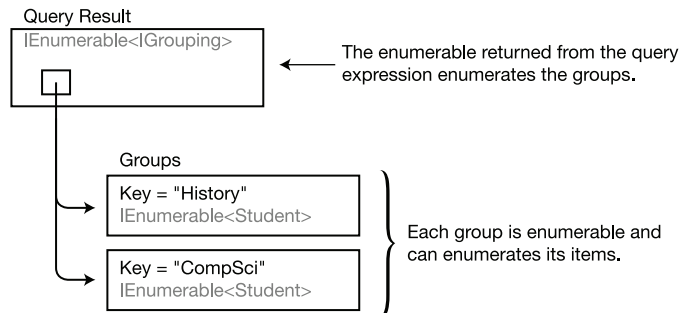 Query Result
IEnumerable<IGrouping>
The enumerable returned from the query
expression enumerates the groups.
Groups
Key = "History"
IEnumerable<Student>
Key = "CompSci"
IEnumerable<Student>
Each group is enumerable and
can enumerates its items.